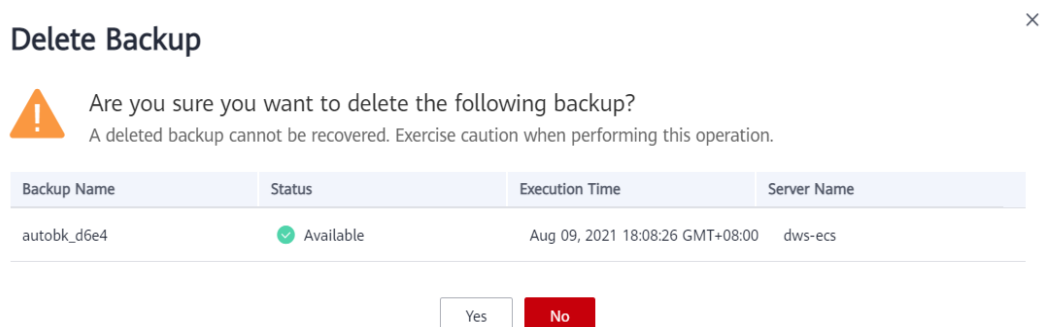 Delete Backup
Are you sure you want to delete the following backup?
A deleted backup cannot be recovered. Exercise caution when performing this operation.
Backup Name Status Execution Time Server Name
autobk_d6e4 Available Aug 09, 2021 18:08:26 GMT+08:00 dws-ecs
Yes No